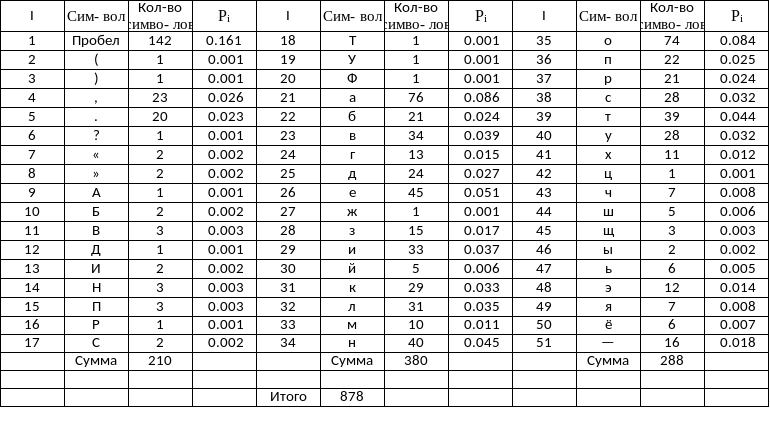 I Сим- вол Кол-во симво- лов Pi I Сим- вол Кол-во симво- лов Pi I Сим- вол Кол-во симво- лов Pi
1 Пробел 142 0.161 18 Т 1 0.001 35 о 74 0.084
2 ( 1 0.001 19 У 1 0.001 36 п 22 0.025
3 ) 1 0.001 20 Ф 1 0.001 37 р 21 0.024
4 , 23 0.026 21 а 76 0.086 38 с 28 0.032
5 . 20 0.023 22 б 21 0.024 39 т 39 0.044
6 ? 1 0.001 23 в 34 0.039 40 у 28 0.032
7 « 2 0.002 24 г 13 0.015 41 х 11 0.012
8 » 2 0.002 25 д 24 0.027 42 ц 1 0.001
9 А 1 0.001 26 е 45 0.051 43 ч 7 0.008
10 Б 2 0.002 27 ж 1 0.001 44 ш 5 0.006
11 В 3 0.003 28 з 15 0.017 45 щ 3 0.003
12 Д 1 0.001 29 и 33 0.037 46 ы 2 0.002
13 И 2 0.002 30 й 5 0.006 47 ь 6 0.005
14 Н 3 0.003 31 к 29 0.033 48 э 12 0.014
15 П 3 0.003 32 л 31 0.035 49 я 7 0.008
16 Р 1 0.001 33 м 10 0.011 50 ё 6 0.007
17 С 2 0.002 34 н 40 0.045 51 — 16 0.018
Сумма 210 Сумма 380 Сумма 288
Итого 878